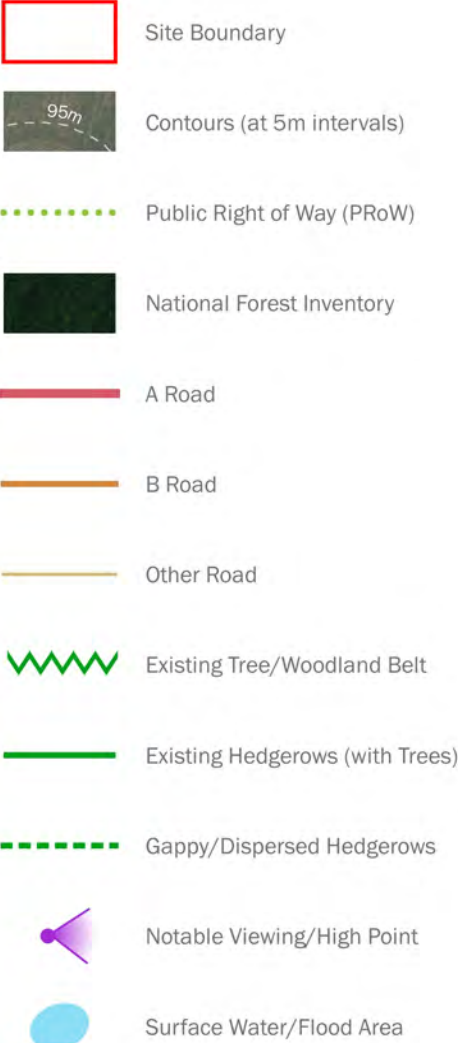 Site Boundary
95m
Contours (at 5m intervals)
Public Right of Way (PRoW)
National Forest Inventory
A Road
B Road
Other Road
Existing Tree/Woodland Belt
Existing Hedgerows (with Trees)
Gappy/Dispersed Hedgerows
Notable Viewing/High Point
Surface Water/Flood Area